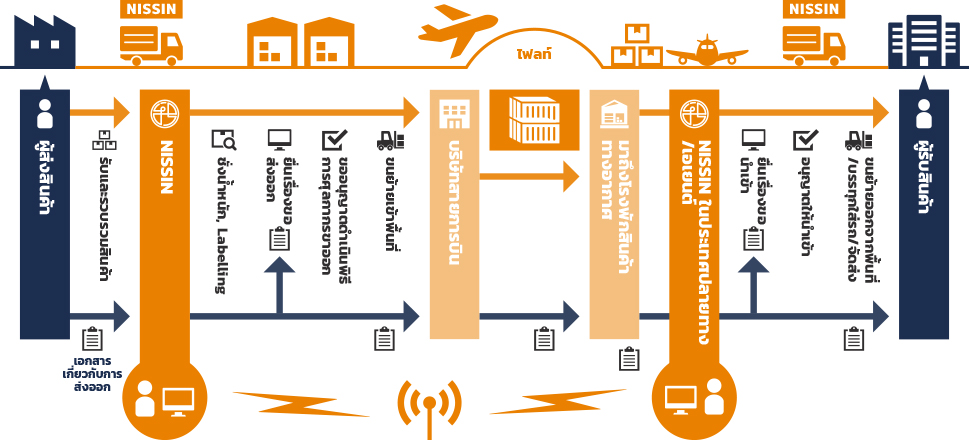 NISSIN
NISSIN
ไฟลท์
ผู้ส่งสินค้า
รับและรวบรวมสินค้า
NISSIN
ชั่งน้ำหนัก, Labelling
ยื่นเรื่องขอ
ส่งออก
ขออนุญาตดำเนินพิธี
การศุลกาการขาออก
ขนย้ายเข้าพื้นที่
บริษัทสายการบิน
มาถึงโรงพักสินค้า
ทางอากาศ
NISSIN ในประเทศปลายทาง
/เอเยนต์
ยื่นเรื่องขอ
นำเข้า
อนุญาตให้นำเข้า
ขนย้ายออกจากพื้นที่
/บรรทุกใส่รถ/จัดส่ง
ผู้รับสินค้า
เอกสาร
เกี่ยวกับการ
ส่งออก